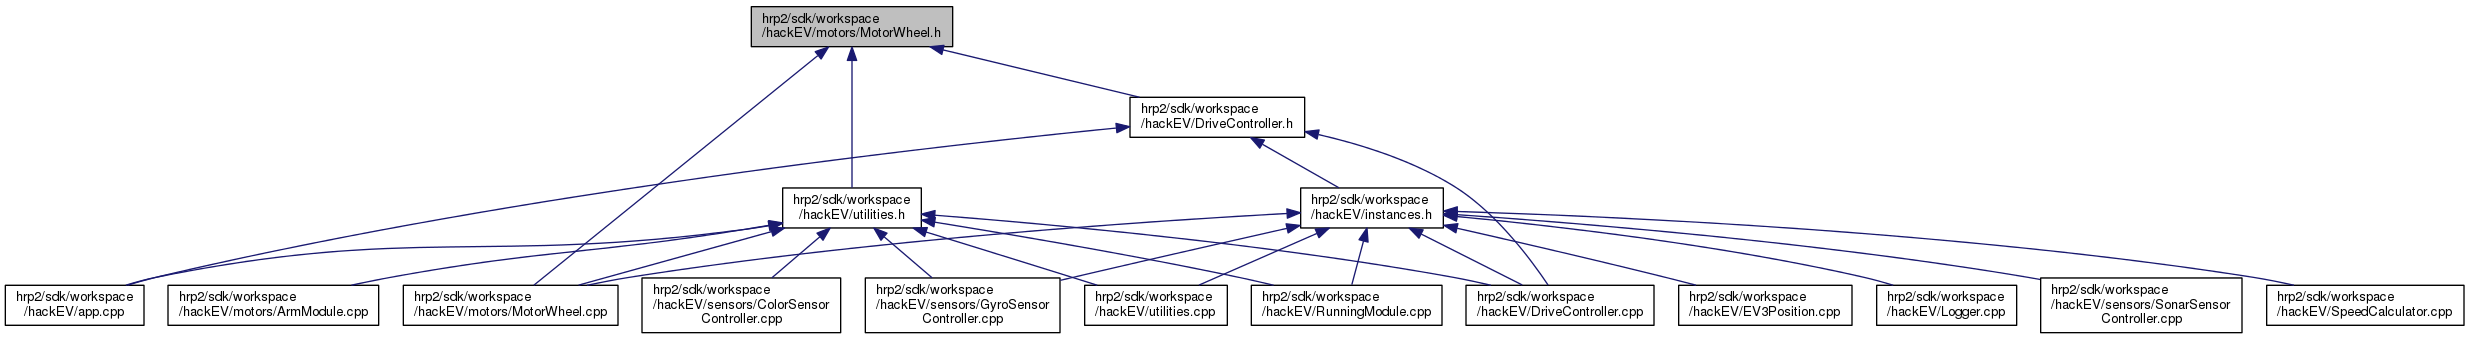 hrp2/sdk/workspace
/hackEV/motors/MotorWheel.h
hrp2/sdk/workspace
/hackEV/DriveController.h
hrp2/sdk/workspace
/hackEV/utilities.h
hrp2/sdk/workspace
/hackEV/instances.h
hrp2/sdk/workspace
/hackEV/app.cpp
hrp2/sdk/workspace
/hackEV/motors/ArmModule.cpp
hrp2/sdk/workspace
/hackEV/motors/MotorWheel.cpp
hrp2/sdk/workspace
/hackEV/sensors/ColorSensor
Controller.cpp
hrp2/sdk/workspace
/hackEV/sensors/GyroSensor
Controller.cpp
hrp2/sdk/workspace
/hackEV/utilities.cpp
hrp2/sdk/workspace
/hackEV/RunningModule.cpp
hrp2/sdk/workspace
/hackEV/DriveController.cpp
hrp2/sdk/workspace
/hackEV/EV3Position.cpp
hrp2/sdk/workspace
/hackEV/Logger.cpp
hrp2/sdk/workspace
/hackEV/sensors/SonarSensor
Controller.cpp
hrp2/sdk/workspace
/hackEV/SpeedCalculator.cpp